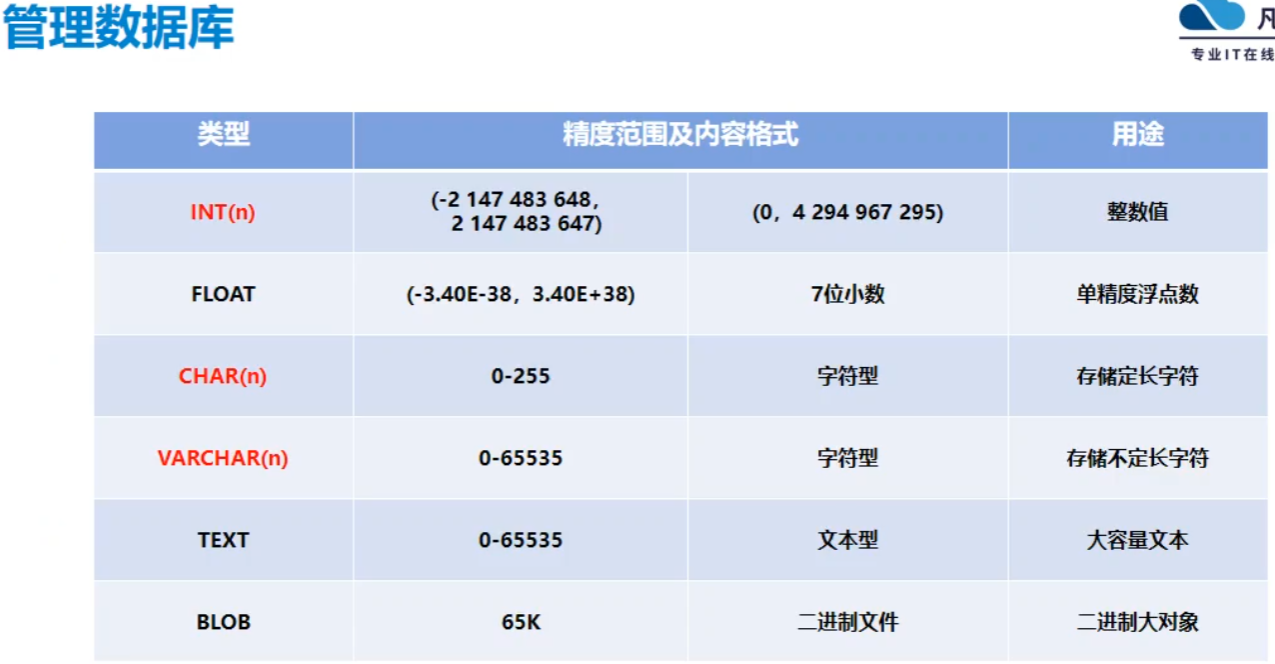 管理数据库
凡
专业IT在线
类型 精度范围及内容格式 用途
INT(n) (-2 147 483 648, 2 147 483 647) (0，4 294 967 295) 整数值
FLOAT (-3.40E-38，3.40E+38) 7位小数 单精度浮点数
CHAR(n) 0-255 字符型 存储定长字符
VARCHAR(n) 0-65535 字符型 存储不定长字符
TEXT 0-65535 文本型 大容量文本
BLOB 65K 二进制文件 二进制大对象